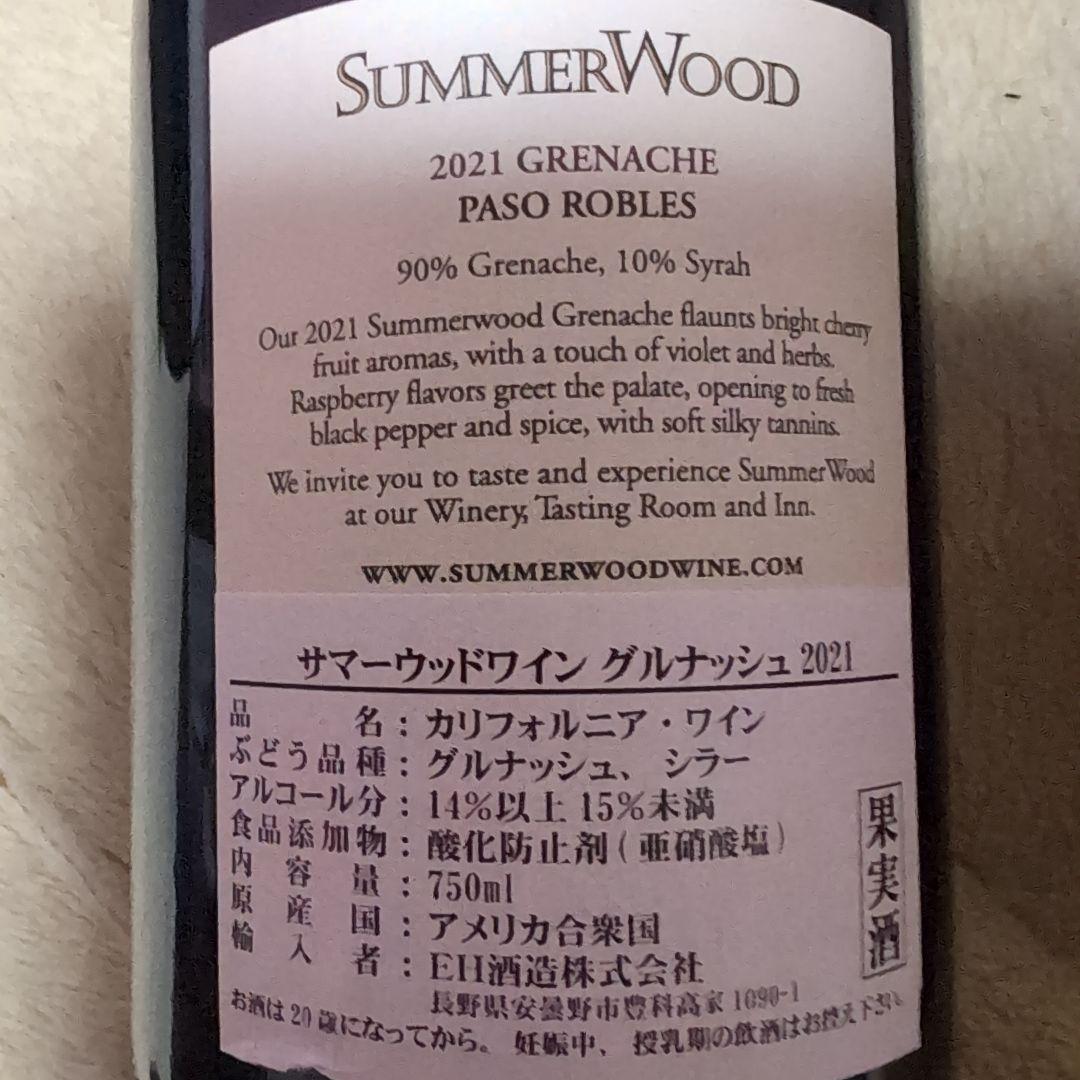 SUMMERWOOD
2021 GRENACHE
PASO ROBLES
90% Grenache, 10% Syrah
Our 2021 Summerwood Grenache flaunts bright cherry
fruit aromas, with a touch of violet and herbs.
Raspberry flavors greet the palate, opening to fresh
black pepper and spice, with soft silky tannins.
We invite you to taste and experience SummerWood
at our Winery, Tasting Room and Inn.
WWW.SUMMERWOODWINE.COM
サマーウッドワイン グルナッシュ 2021
品名：カリフォルニア・ワイン
ぶどう品種：グルナッシュ、シラー
アルコール分：14%以上 15%未満
食品添加物：酸化防止剤（亜硝酸塩）
内容量：750ml
原産国：アメリカ合衆国
輸入者：EH酒造株式会社
長野県安曇野市豊科高家 1090-1
お酒は 20 歳になってから。 妊娠中、授乳期の飲酒はお控え下さい
果実酒